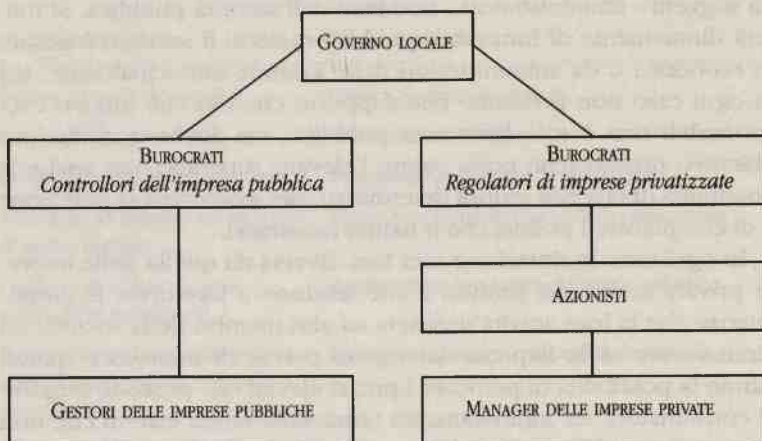 GOVERNO LOCALE
BUROCRATI
Controllori dell'impresa pubblica
BUROCRATI
Regolatori di imprese privatizzate
AZIONISTI
GESTORI DELLE IMPRESE PUBBLICHE
MANAGER DELLE IMPRESE PRIVATE